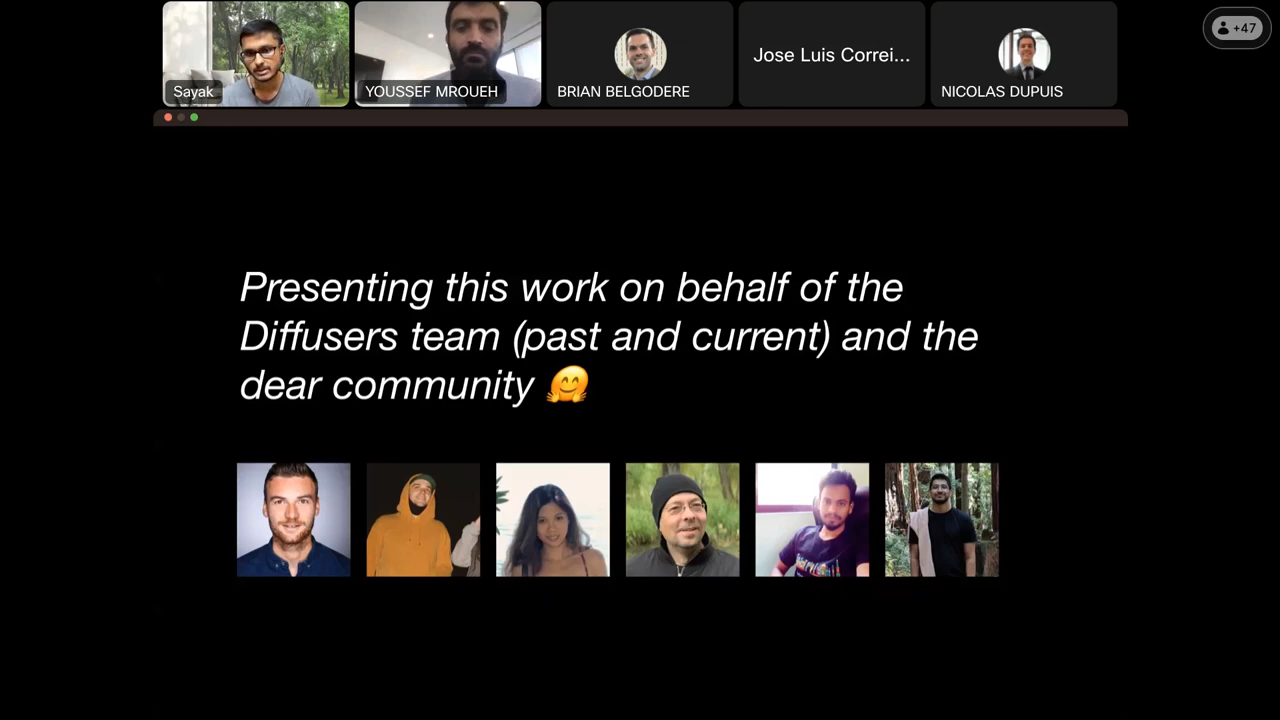 Sayak
YOUSSEF MROUEH
BRIAN BELGODERE
Jose Luis Correi...
NICOLAS DUPUIS
+47
Presenting this work on behalf of the
Diffusers team (past and current) and the
dear community 🤗